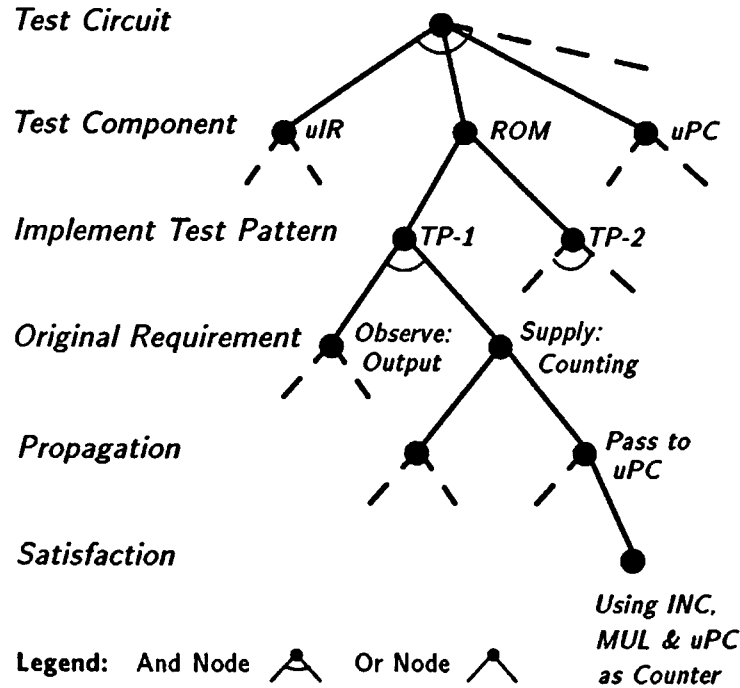 Test Circuit
Test Component
uIR
ROM
uPC
Implement Test Pattern
TP-1
TP-2
Original Requirement
Observe:
Output
Supply:
Counting
Propagation
Pass to
uPC
Satisfaction
Using INC,
MUL & uPC
as Counter
Legend: And Node Or Node